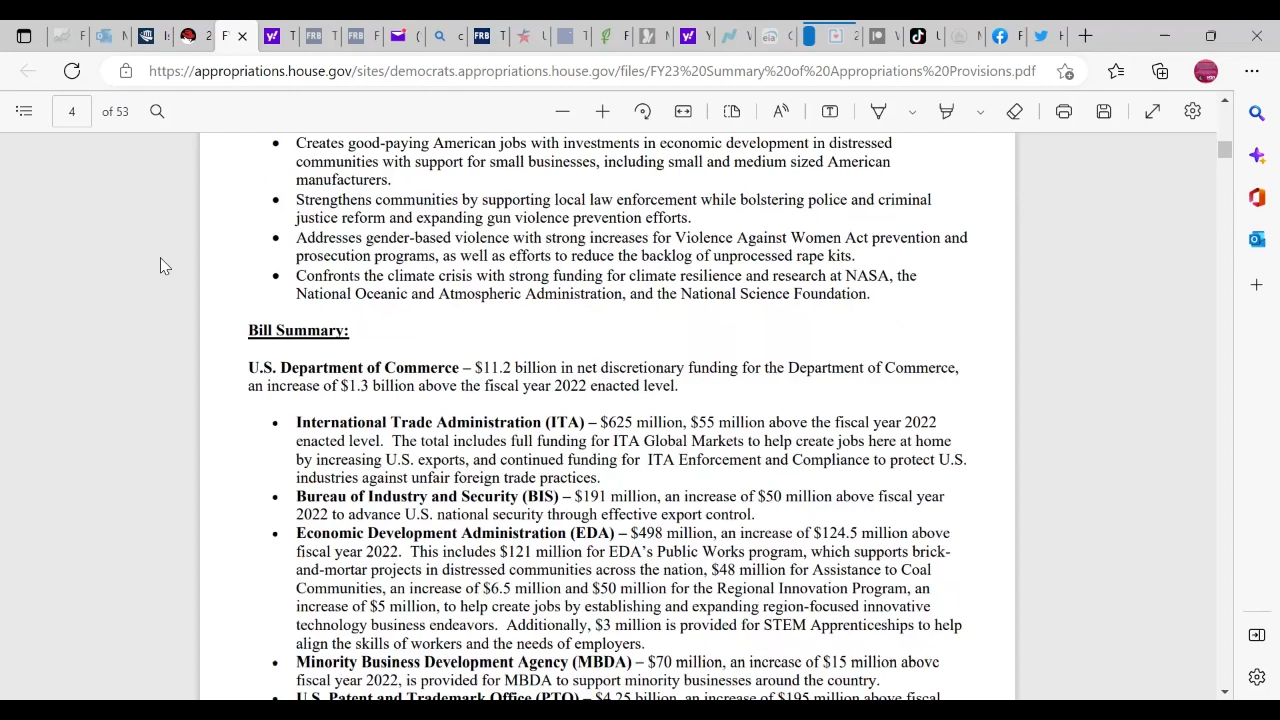 F
N
Is
2
F
T
T
F
(
c
T
U
T
F
N
T
V
C
2
V
L
N
F
H
https://appropriations.house.gov/sites/democrats.appropriations.house.gov/files/FY23%20Summary%20of%20Appropriations%20Provisions.pdf
4 of 53
• Creates good-paying American jobs with investments in economic development in distressed
communities with support for small businesses, including small and medium sized American
manufacturers.
• Strengthens communities by supporting local law enforcement while bolstering police and criminal
justice reform and expanding gun violence prevention efforts.
• Addresses gender-based violence with strong increases for Violence Against Women Act prevention and
prosecution programs, as well as efforts to reduce the backlog of unprocessed rape kits.
• Confronts the climate crisis with strong funding for climate resilience and research at NASA, the
National Oceanic and Atmospheric Administration, and the National Science Foundation.
Bill Summary:
U.S. Department of Commerce – $11.2 billion in net discretionary funding for the Department of Commerce,
an increase of $1.3 billion above the fiscal year 2022 enacted level.
• International Trade Administration (ITA) – $625 million, $55 million above the fiscal year 2022
enacted level. The total includes full funding for ITA Global Markets to help create jobs here at home
by increasing U.S. exports, and continued funding for ITA Enforcement and Compliance to protect U.S.
industries against unfair foreign trade practices.
• Bureau of Industry and Security (BIS) – $191 million, an increase of $50 million above fiscal year
2022 to advance U.S. national security through effective export control.
• Economic Development Administration (EDA) – $498 million, an increase of $124.5 million above
fiscal year 2022. This includes $121 million for EDA's Public Works program, which supports brick-
and-mortar projects in distressed communities across the nation, $48 million for Assistance to Coal
Communities, an increase of $6.5 million and $50 million for the Regional Innovation Program, an
increase of $5 million, to help create jobs by establishing and expanding region-focused innovative
technology business endeavors. Additionally, $3 million is provided for STEM Apprenticeships to help
align the skills of workers and the needs of employers.
• Minority Business Development Agency (MBDA) – $70 million, an increase of $15 million above
fiscal year 2022, is provided for MBDA to support minority businesses around the country.
• U.S. Patent and Trademark Office (PTO) – $4.25 billion, an increase of $195 million above fiscal